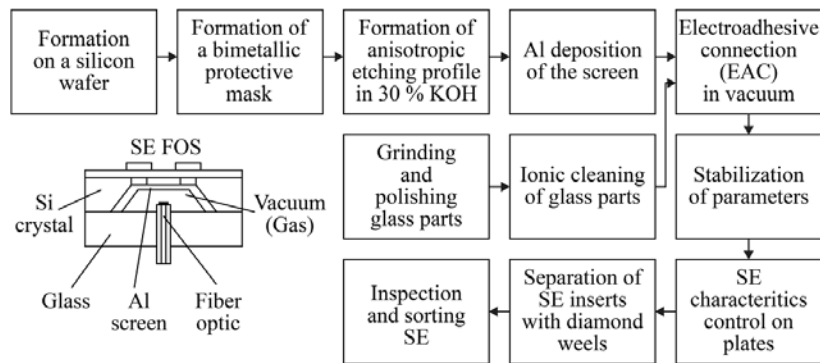 Formation
on a silicon
wafer
Formation of
a bimetallic
protective
mask
Formation of
anisotropic
etching profile
in 30 % KOH
Al deposition
of the screen
Electroadhesive
connection
(EAC)
in vacuum
SE FOS
Si
crystal
Vacuum
(Gas)
Glass
Al
screen
Fiber
optic
Grinding
and
polishing
glass parts
Ionic cleaning
of glass parts
Stabilization
of parameters
Inspection
and sorting
SE
Separation of
SE inserts
with diamond
weels
SE
characteritics
control on
plates